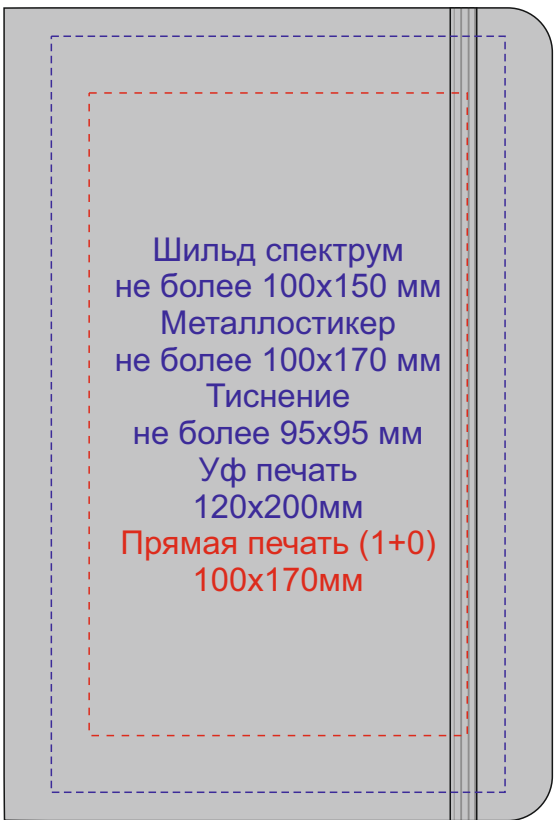 Шильд спектрум
не более 100х150 мм
Металлостикер
не более 100х170 мм
Тиснение
не более 95х95 мм
Уф печать
120х200мм
Прямая печать (1+0)
100х170мм